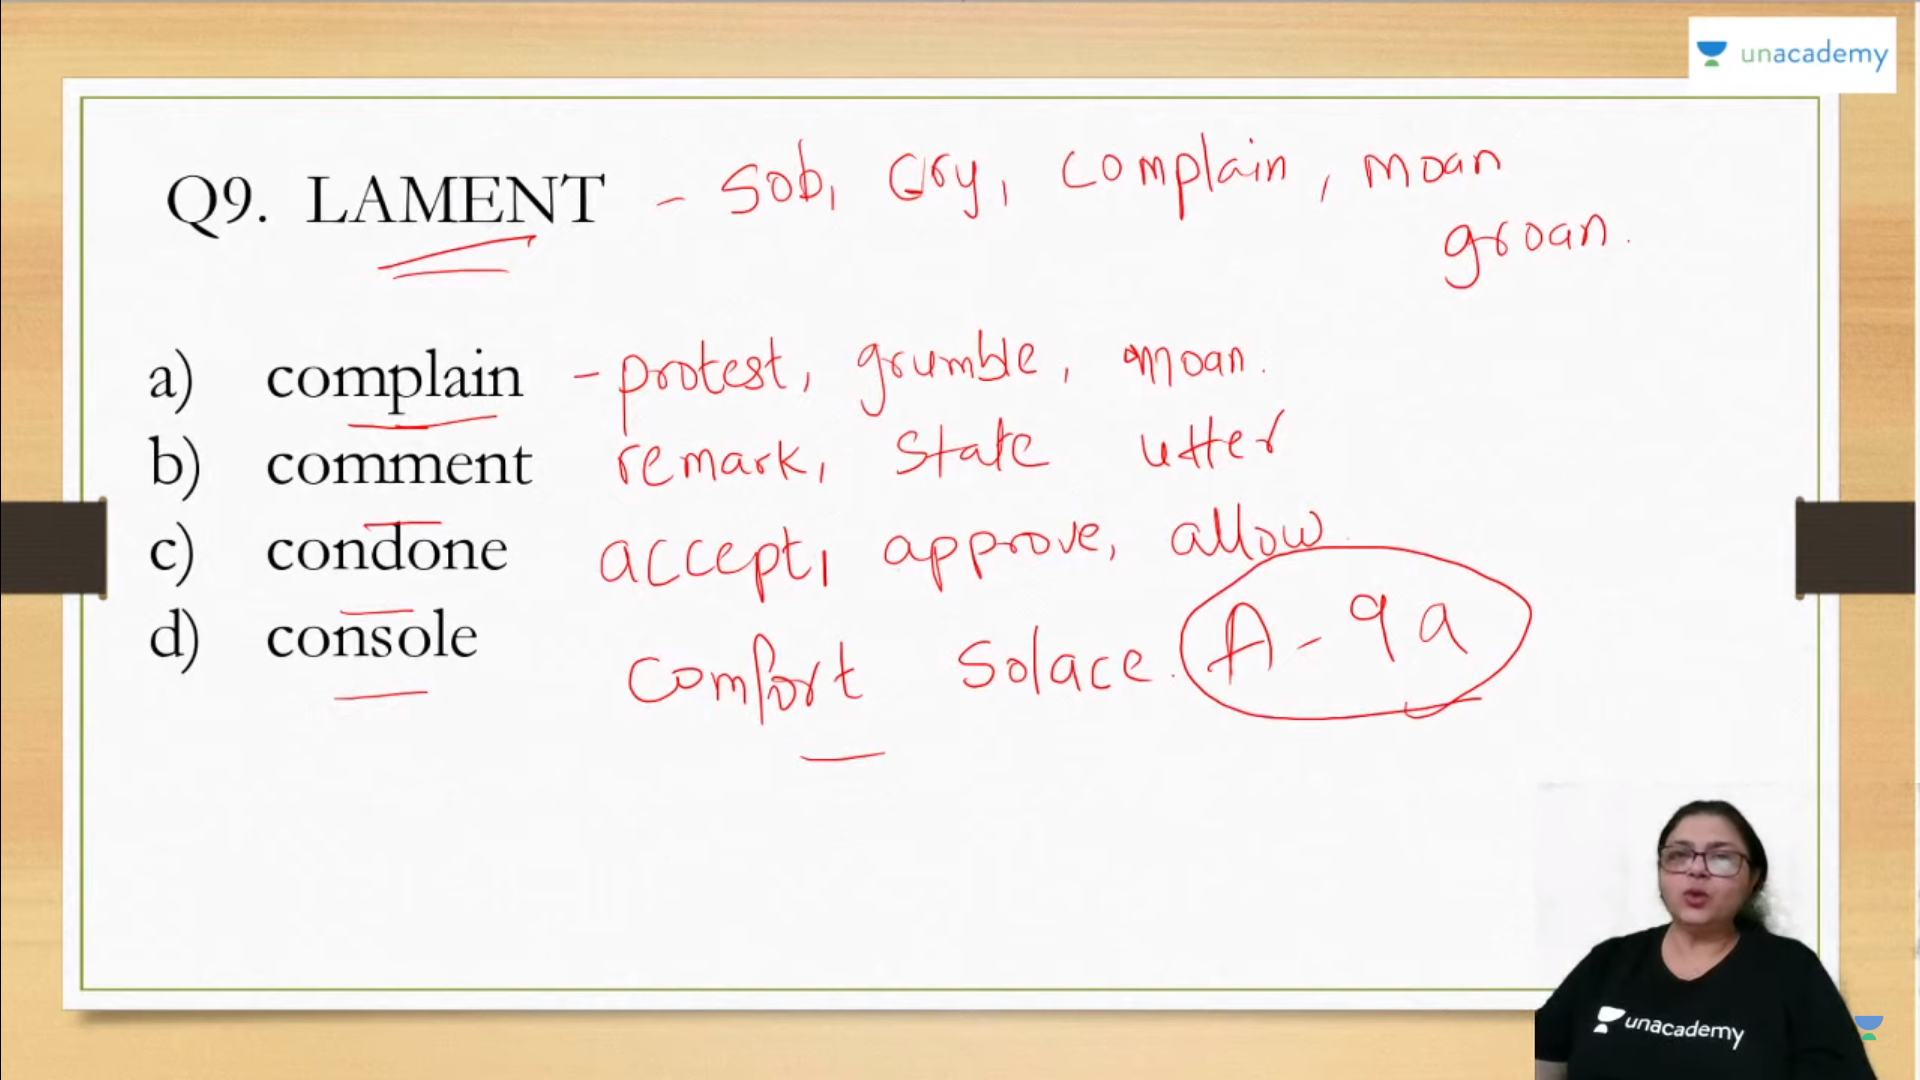 unacademy
Q9. LAMENT - Sob, Cry, Complain, moan
groan.
a) complain - protest, grumble, moan.
b) comment remark, State utter
c) condone accept, approve, allow
d) console Comfort Solace. A - 9a
unacademy